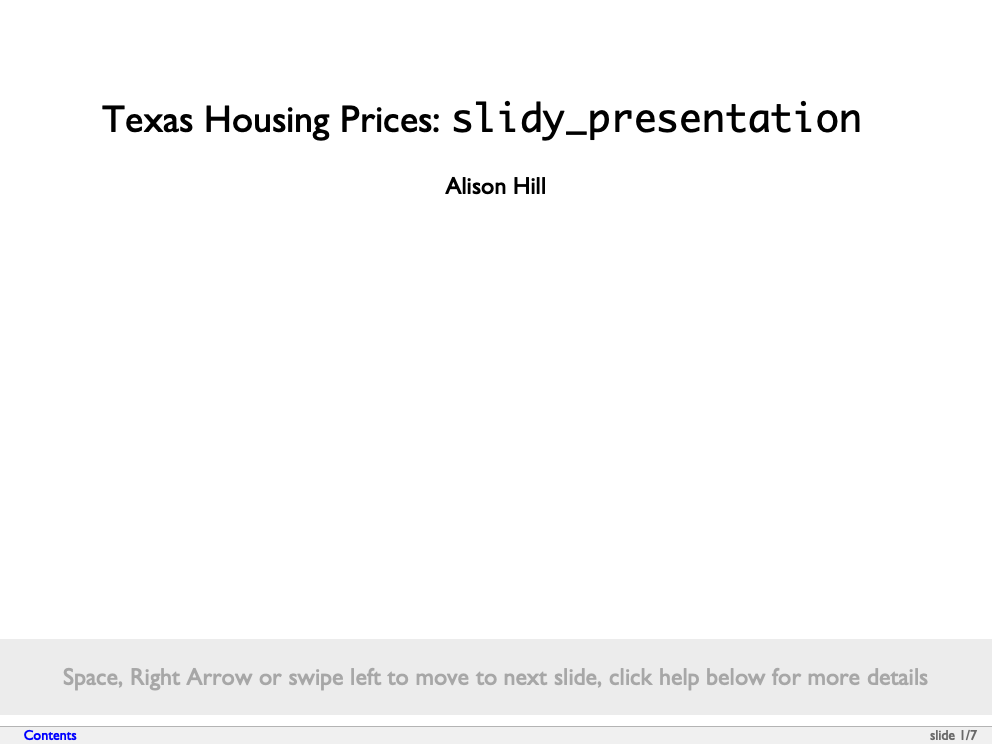 Texas Housing Prices: slidy_presentation
Alison Hill
Space, Right Arrow or swipe left to move to next slide, click help below for more details
Contents
slide 1/7